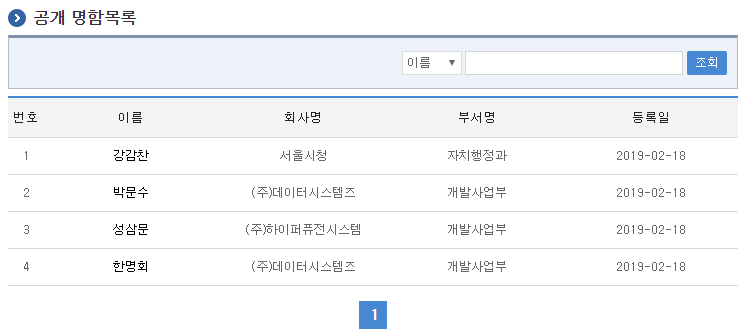 공개 명함목록
이름 ▼ 조회
번호 이름 회사명 부서명 등록일
1 강감찬 서울시청 자치행정과 2019-02-18
2 박문수 (주)데이터시스템즈 개발사업부 2019-02-18
3 성삼문 (주)하이퍼퓨전시스템 개발사업부 2019-02-18
4 한명회 (주)데이터시스템즈 개발사업부 2019-02-18
1